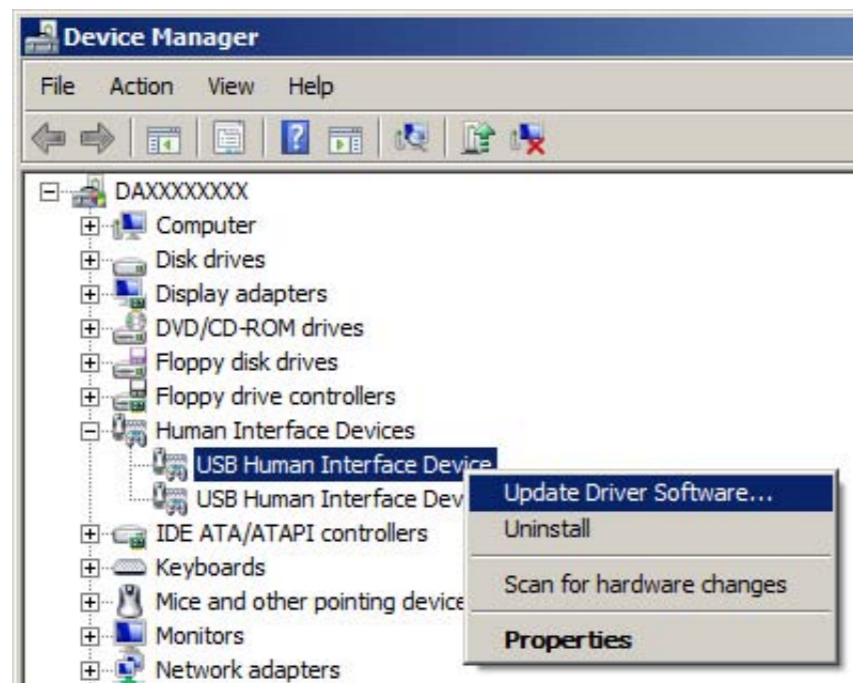 Device Manager
File Action View Help
DAXXXXXXXX
Computer
Disk drives
Display adapters
DVD/CD-ROM drives
Floppy disk drives
Floppy drive controllers
Human Interface Devices
USB Human Interface Device
USB Human Interface Dev
IDE ATA/ATAPI controllers
Keyboards
Mice and other pointing device
Monitors
Network adapters
Update Driver Software...
Uninstall
Scan for hardware changes
Properties